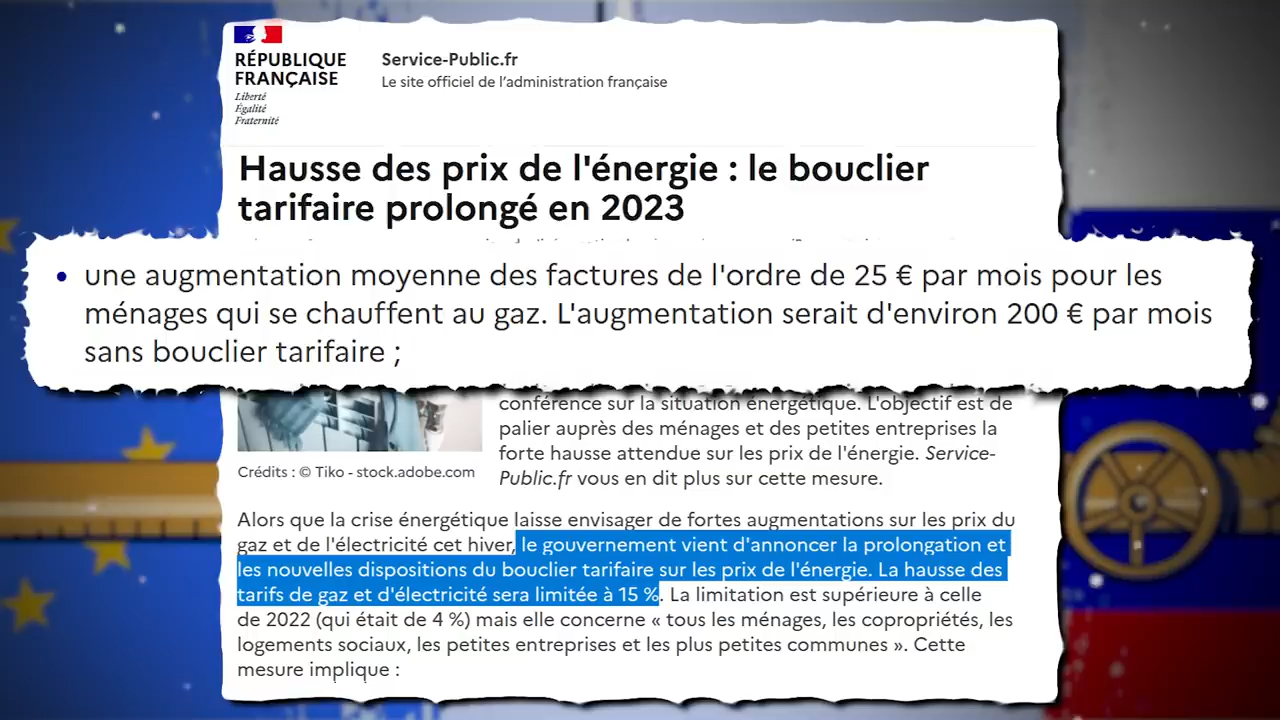 RÉPUBLIQUE
FRANÇAISE
Liberté
Égalité
Fraternité
Service-Public.fr
Le site officiel de l’administration française
Hausse des prix de l'énergie : le bouclier
tarifaire prolongé en 2023
• une augmentation moyenne des factures de l'ordre de 25 € par mois pour les
ménages qui se chauffent au gaz. L'augmentation serait d'environ 200 € par mois
sans bouclier tarifaire ;
conférence sur la situation énergétique. L'objectif est de
palier auprès des ménages et des petites entreprises la
forte hausse attendue sur les prix de l'énergie. Service-
Public.fr vous en dit plus sur cette mesure.
Crédits : © Tiko - stock.adobe.com
Alors que la crise énergétique laisse envisager de fortes augmentations sur les prix du
gaz et de l'électricité cet hiver, le gouvernement vient d'annoncer la prolongation et
les nouvelles dispositions du bouclier tarifaire sur les prix de l'énergie. La hausse des
tarifs de gaz et d'électricité sera limitée à 15 %. La limitation est supérieure à celle
de 2022 (qui était de 4 %) mais elle concerne « tous les ménages, les copropriétés, les
logements sociaux, les petites entreprises et les plus petites communes ». Cette
mesure implique :